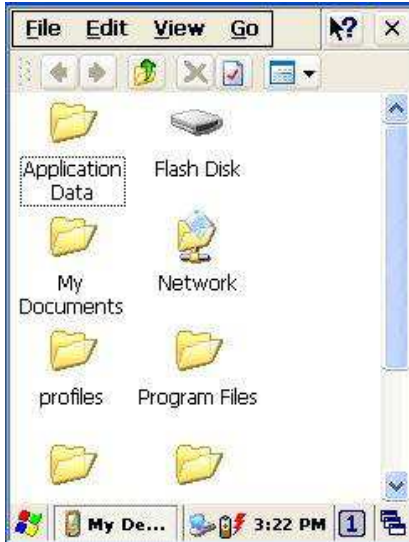 File Edit View Go ?
Application Data Flash Disk
My Documents Network
profiles Program Files
My De... 3:22 PM 1